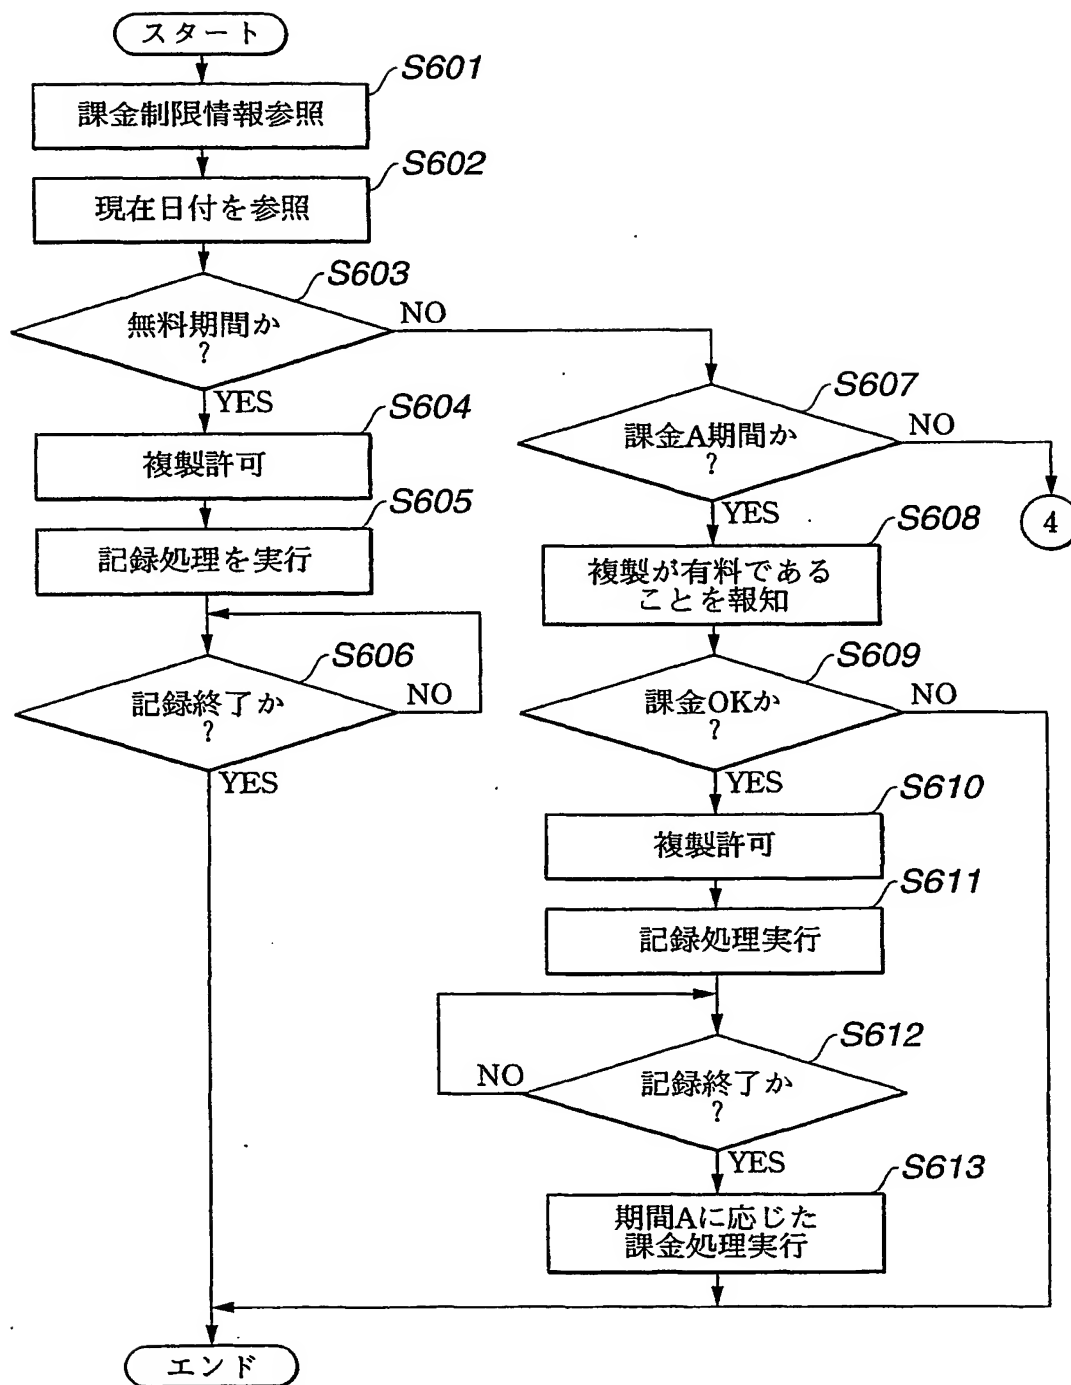 スタート
S601
課金制限情報参照
S602
現在日付を参照
S603
無料期間か
?
NO
YES
S604
複製許可
S605
記録処理を実行
S606
記録終了か
?
NO
YES
S607
課金A期間か
?
NO
4
YES
S608
複製が有料である
ことを報知
S609
課金OKか
?
NO
YES
S610
複製許可
S611
記録処理実行
S612
記録終了か
?
NO
YES
S613
期間Aに応じた
課金処理実行
エンド